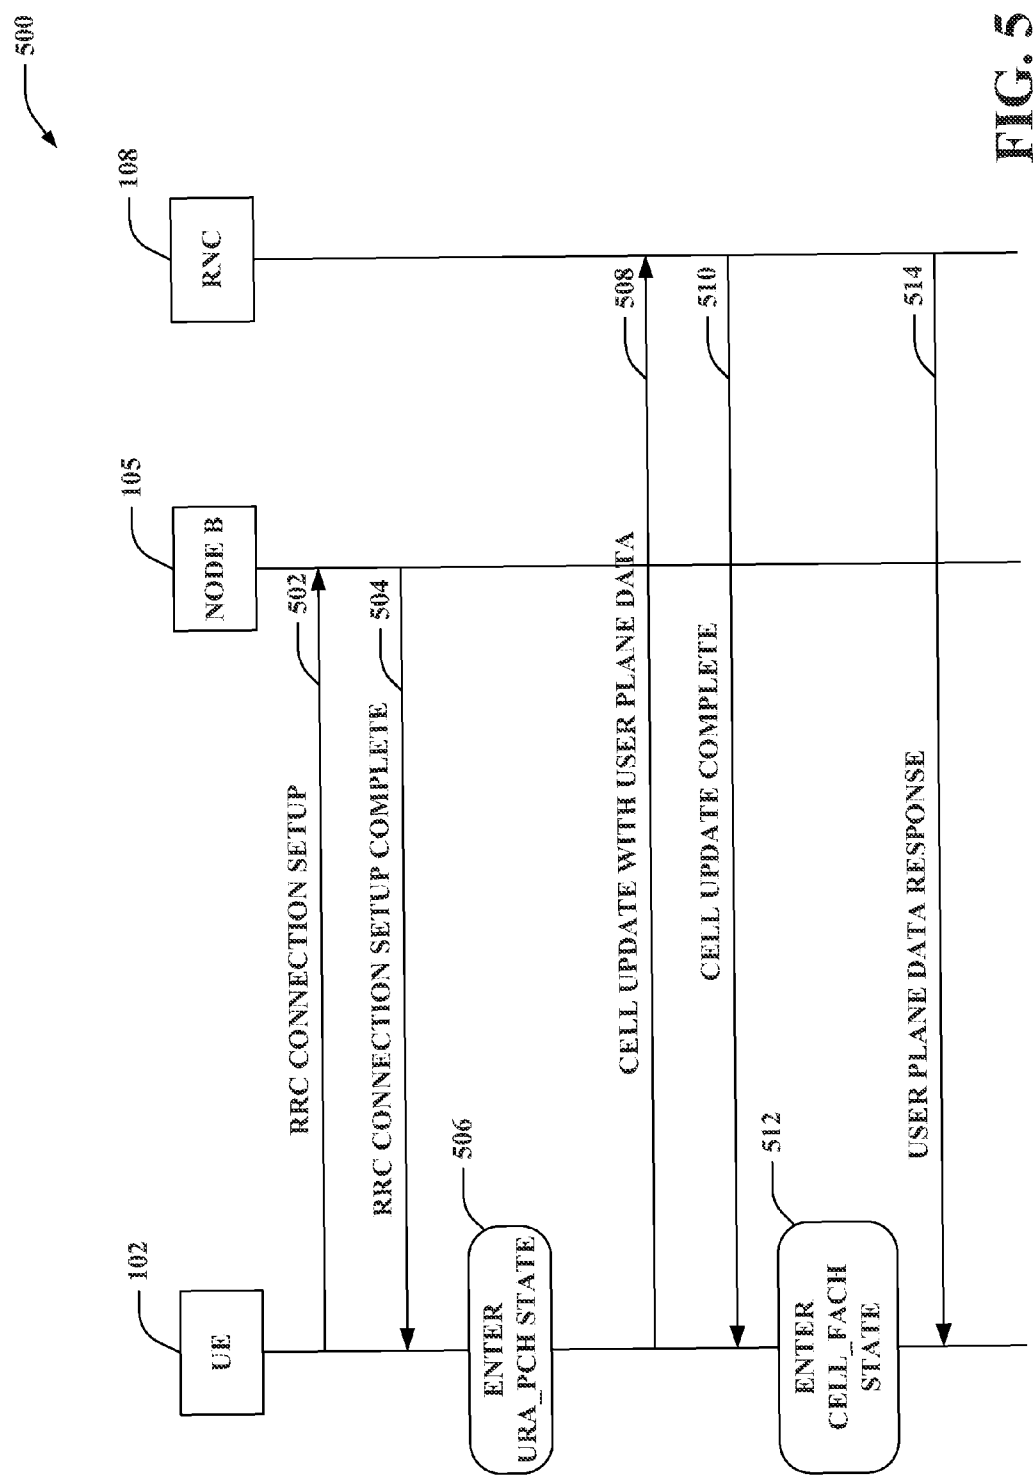 500
102
105
108
UE
NODE B
RNC
RRC CONNECTION SETUP
502
RRC CONNECTION SETUP COMPLETE
504
506
ENTER
URA_PCH STATE
CELL UPDATE WITH USER PLANE DATA
508
CELL UPDATE COMPLETE
510
512
ENTER
CELL_FACH
STATE
USER PLANE DATA RESPONSE
514
FIG. 5